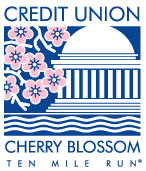 CREDIT UNION
CHERRY BLOSSOM
TEN MILE RUN®